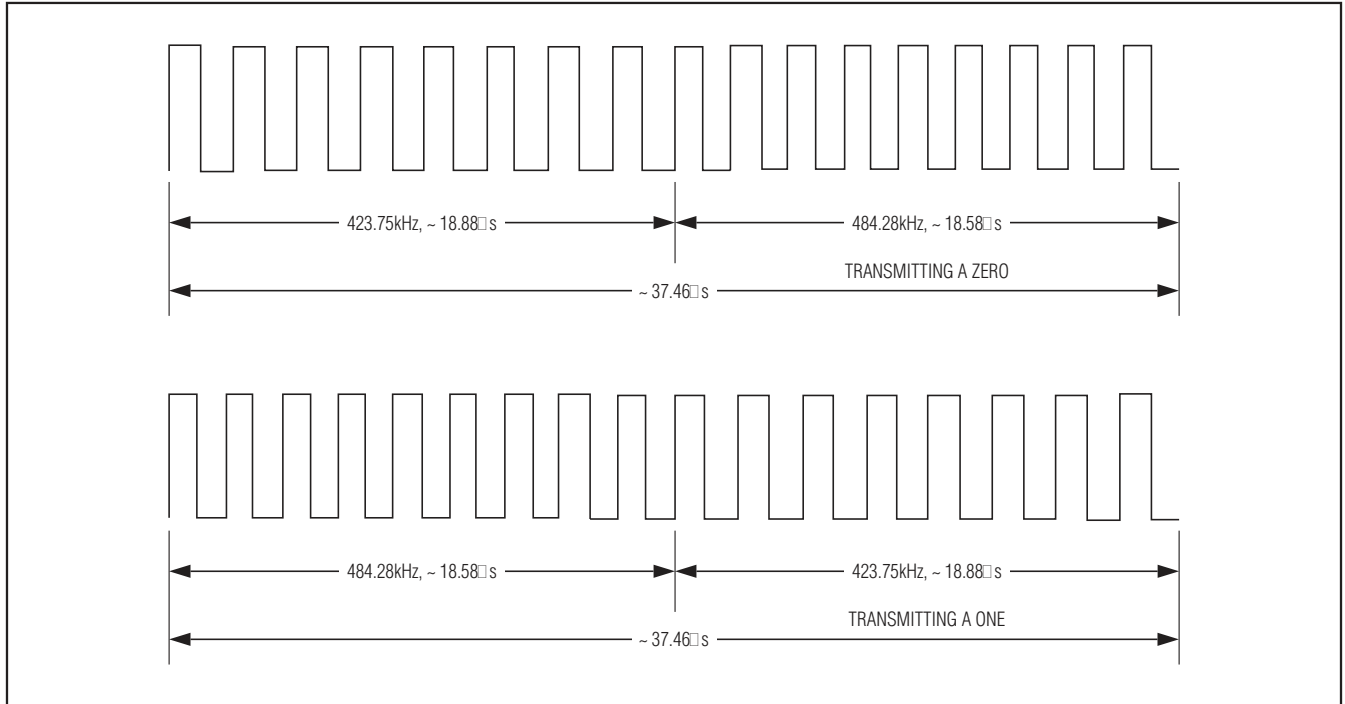 423.75kHz, ~ 18.88□s
484.28kHz, ~ 18.58□s
TRANSMITTING A ZERO
~ 37.46□s
484.28kHz, ~ 18.58□s
423.75kHz, ~ 18.88□s
TRANSMITTING A ONE
~ 37.46□s